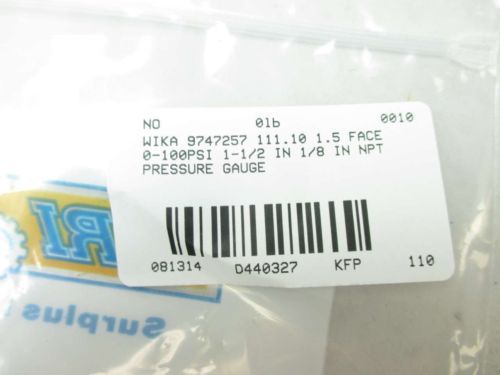 NO 01b 0010
WIKA 9747257 111.10 1.5 FACE
0-100PSI 1-1/2 IN 1/8 IN NPT
PRESSURE GAUGE
081314 D440327 KFP 110
RI
Surplus